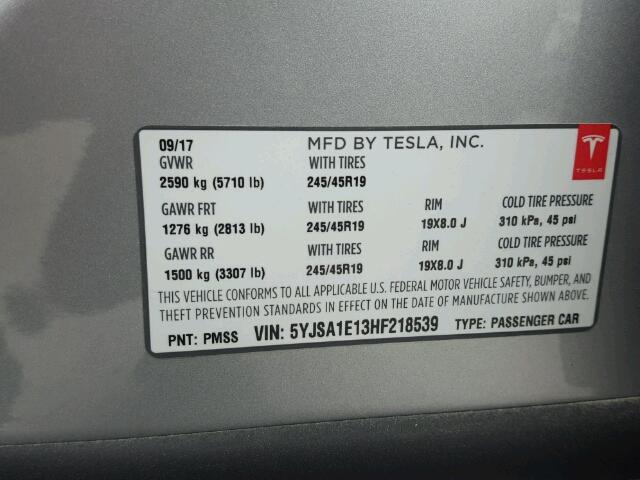 09/17 MFD BY TESLA, INC.
GVWR WITH TIRES
2590 kg (5710 lb) 245/45R19
GAWR FRT WITH TIRES RIM COLD TIRE PRESSURE
1276 kg (2813 lb) 245/45R19 19X8.0 J 310 kPa, 45 psi
GAWR RR WITH TIRES RIM COLD TIRE PRESSURE
1500 kg (3307 lb) 245/45R19 19X8.0 J 310 kPa, 45 psi
THIS VEHICLE CONFORMS TO ALL APPLICABLE U.S. FEDERAL MOTOR VEHICLE SAFETY, BUMPER, AND
THEFT PREVENTION STANDARDS IN EFFECT ON THE DATE OF MANUFACTURE SHOWN ABOVE.
PNT: PMSS VIN: 5YJSA1E13HF218539 TYPE: PASSENGER CAR
TESLA